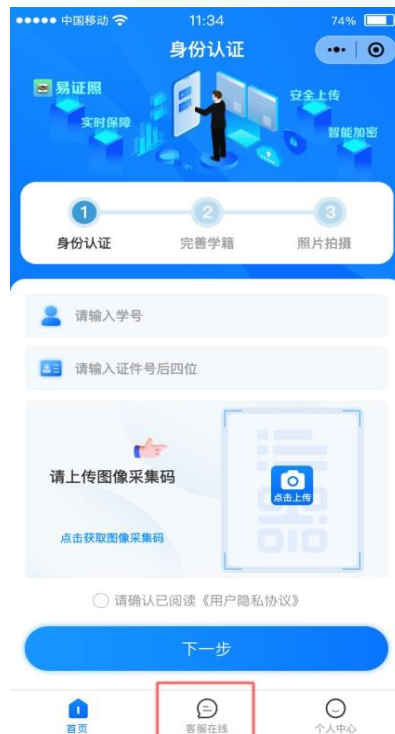 中国移动 11:34 74%
身份认证
易证照
安全上传
实时保障
智能加密
1 2 3
身份认证 完善学籍 照片拍摄
请输入学号
请输入证件号后四位
请上传图像采集码
点击上传
点击获取图像采集码
请确认已阅读《用户隐私协议》
下一步
首页 客服在线 个人中心